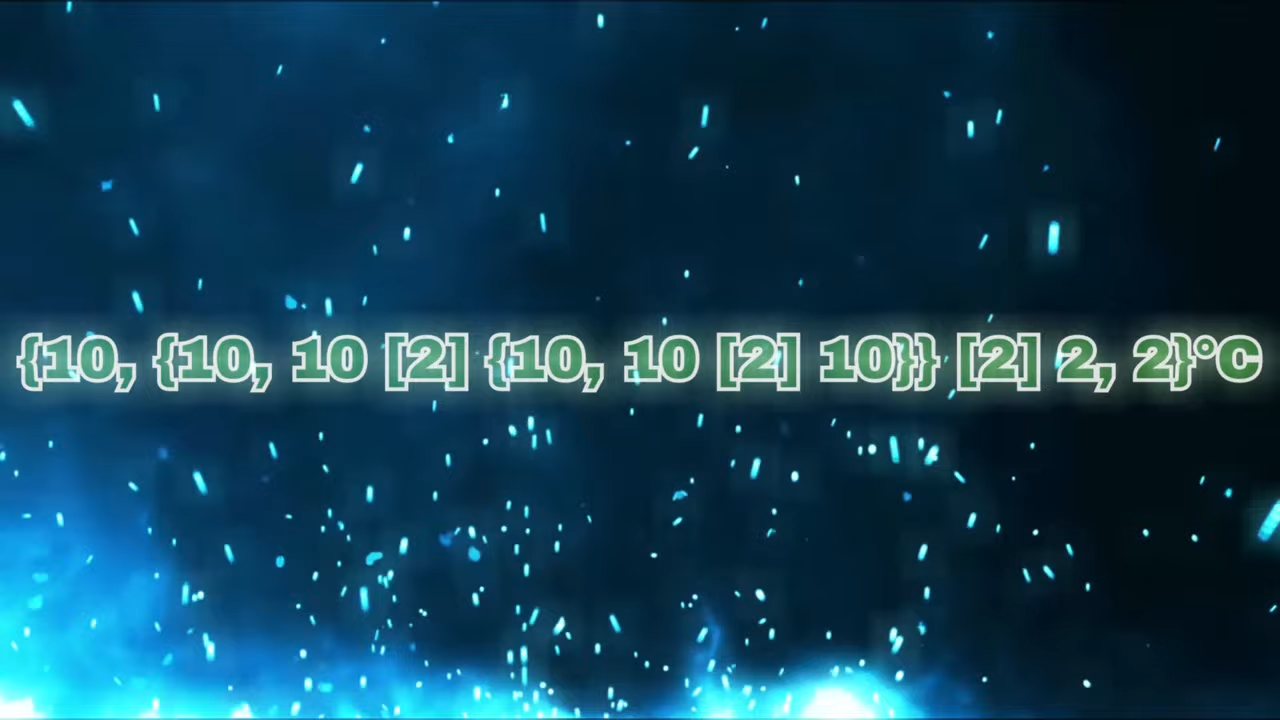 {10, {10, 10 [2] {10, 10 [2] 10}} [2] 2, 2}°C